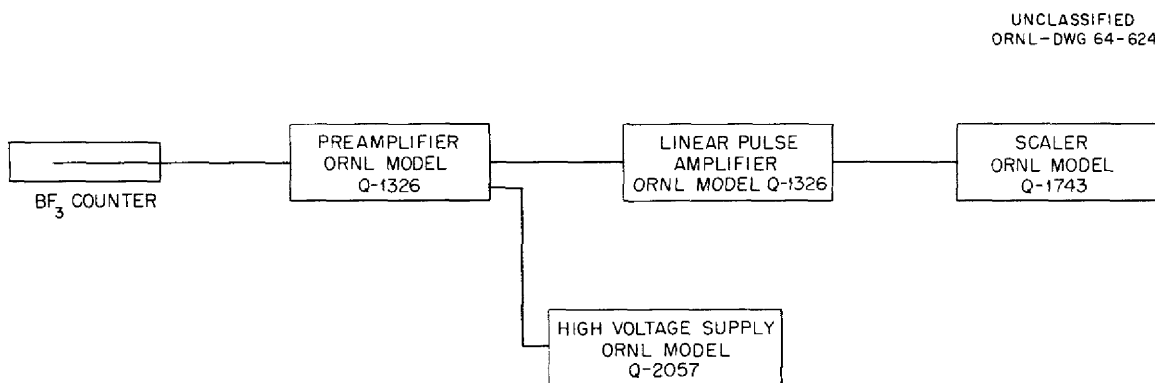 UNCLASSIFIED
ORNL-DWG 64-624
PREAMPLIFIER
ORNL MODEL
Q-1326
LINEAR PULSE
AMPLIFIER
ORNL MODEL Q-1326
SCALER
ORNL MODEL
Q-1743
BF₃ COUNTER
HIGH VOLTAGE SUPPLY
ORNL MODEL
Q-2057